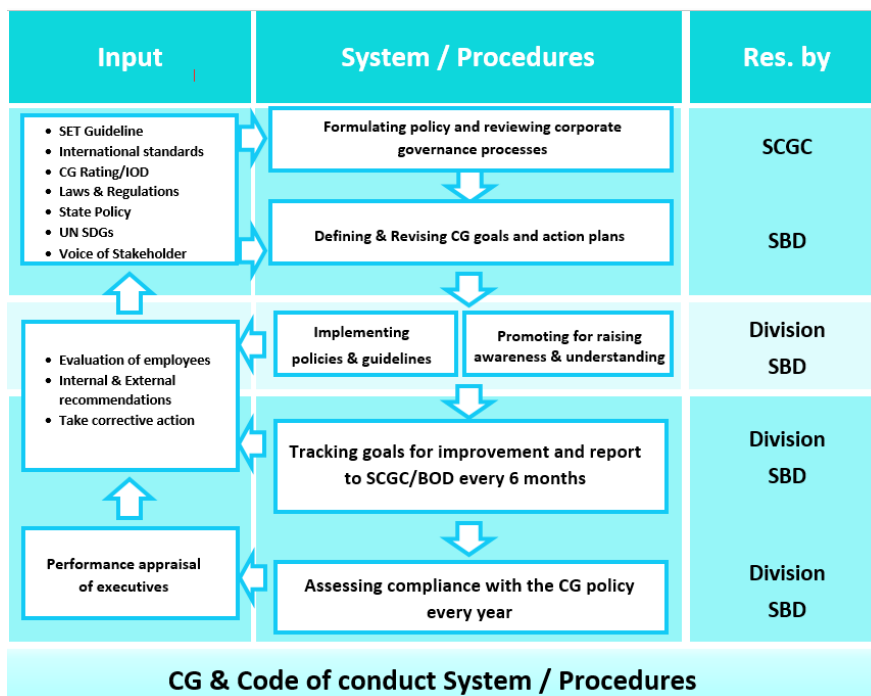 Input
System / Procedures
Res. by
• SET Guideline
• International standards
• CG Rating/IOD
• Laws & Regulations
• State Policy
• UN SDGs
• Voice of Stakeholder
Formulating policy and reviewing corporate
governance processes
SCGC
Defining & Revising CG goals and action plans
SBD
• Evaluation of employees
• Internal & External
recommendations
• Take corrective action
Implementing
policies & guidelines
Promoting for raising
awareness & understanding
Division
SBD
Tracking goals for improvement and report
to SCGC/BOD every 6 months
Division
SBD
Performance appraisal
of executives
Assessing compliance with the CG policy
every year
Division
SBD
CG & Code of conduct System / Procedures